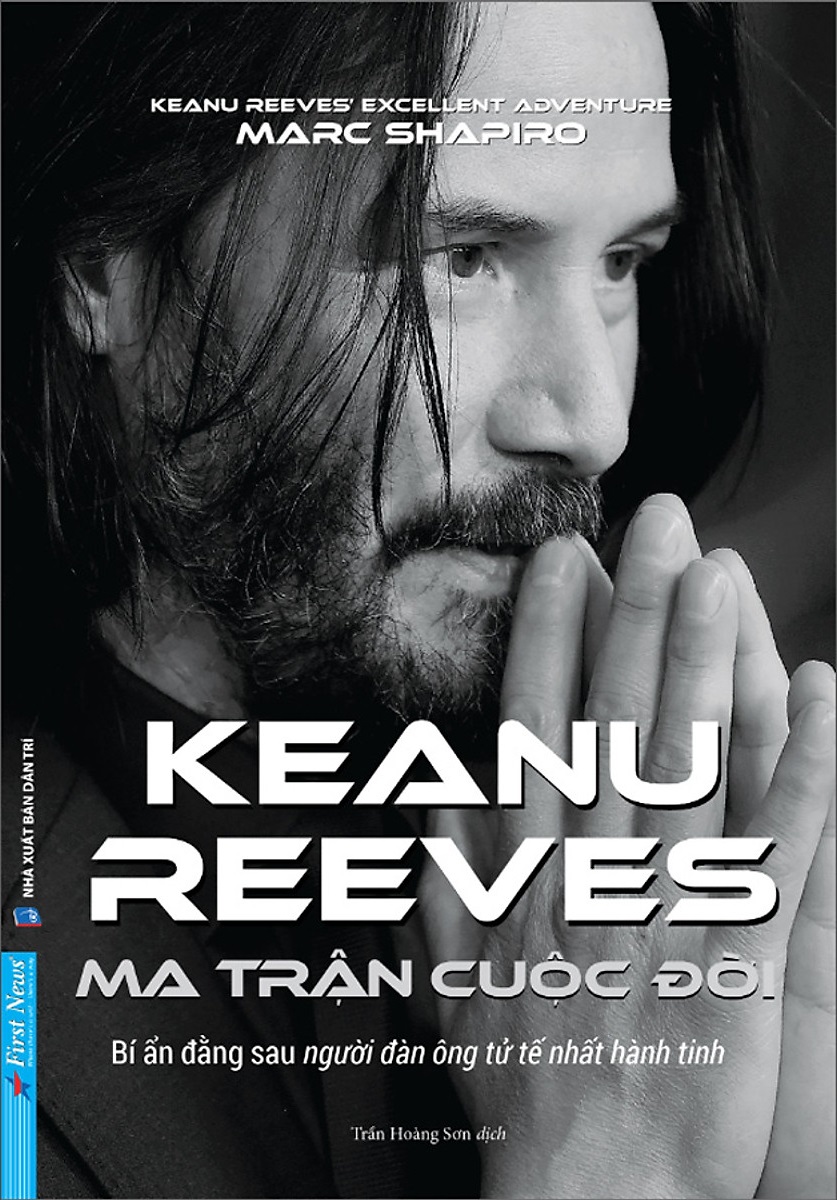 KEANU REEVES' EXCELLENT ADVENTURE
MARC SHAPIRO
KEANU
REEVES
MA TRẬN CUỘC ĐỜI
Bí ẩn đằng sau người đàn ông tử tế nhất hành tinh
Trần Hoàng Sơn dịch
NHÀ XUẤT BẢN DÂN TRÍ
First News